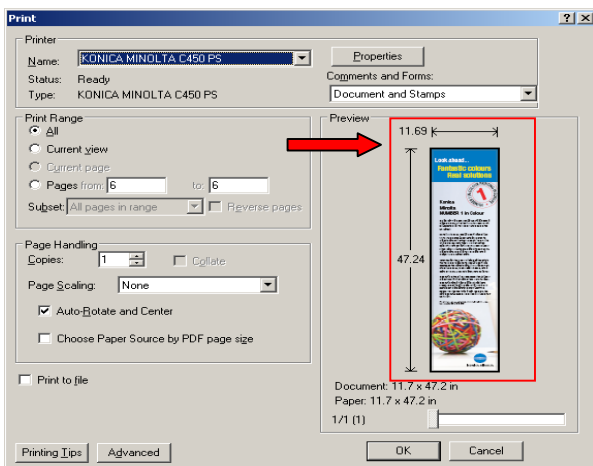 Print
Printer
Name: KONICA MINOLTA C450 PS
Properties
Status: Ready
Comments and Forms:
Type: KONICA MINOLTA C450 PS
Document and Stamps
Print Range
All
Current view
Current page
Pages from: 6 to: 6
Subset: All pages in range
Reverse pages
Page Handling
Copies: 1
Collate
Page Scaling: None
Auto-Rotate and Center
Choose Paper Source by PDF page size
Print to file
Preview
11.69
47.24
Look ahead...
Fantastic colours
Real solutions
1
Konica
Minolta
NUMBER 1 in Colour
Document: 11.7 x 47.2 in
Paper: 11.7 x 47.2 in
1/1 (1)
Printing Tips
Advanced
OK
Cancel